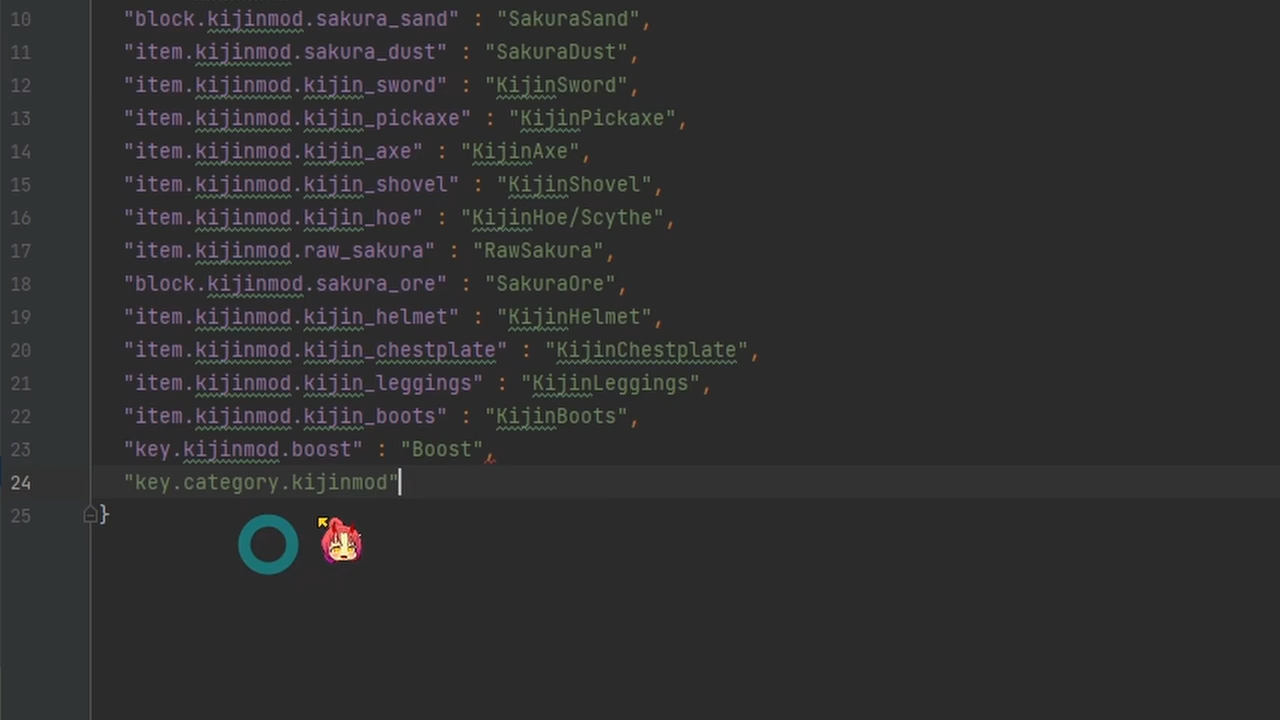 10 "block.kijinmod.sakura_sand" : "SakuraSand",
11 "item.kijinmod.sakura_dust" : "SakuraDust",
12 "item.kijinmod.kijin_sword" : "KijinSword",
13 "item.kijinmod.kijin_pickaxe" : "KijinPickaxe",
14 "item.kijinmod.kijin_axe" : "KijinAxe",
15 "item.kijinmod.kijin_shovel" : "KijinShovel",
16 "item.kijinmod.kijin_hoe" : "KijinHoe/Scythe",
17 "item.kijinmod.raw_sakura" : "RawSakura",
18 "block.kijinmod.sakura_ore" : "SakuraOre",
19 "item.kijinmod.kijin_helmet" : "KijinHelmet",
20 "item.kijinmod.kijin_chestplate" : "KijinChestplate",
21 "item.kijinmod.kijin_leggings" : "KijinLeggings",
22 "item.kijinmod.kijin_boots" : "KijinBoots",
23 "key.kijinmod.boost" : "Boost",
24 "key.category.kijinmod"
25 }